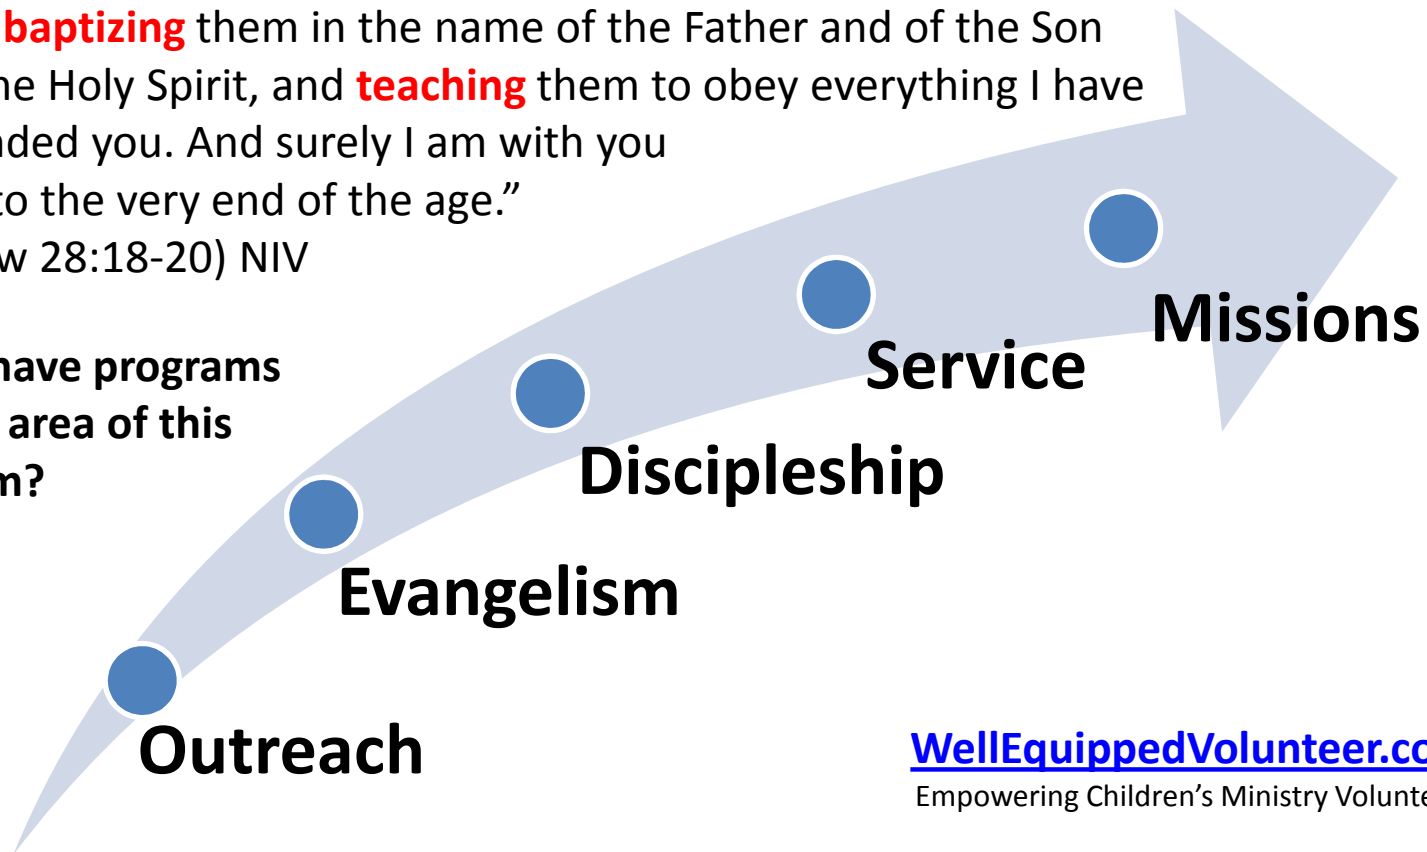 baptizing them in the name of the Father and of the Son
he Holy Spirit, and teaching them to obey everything I have
nded you. And surely I am with you
to the very end of the age.”
w 28:18-20) NIV
have programs
area of this
m?
Missions
Service
Discipleship
Evangelism
Outreach
WellEquippedVolunteer.co
Empowering Children’s Ministry Volunte